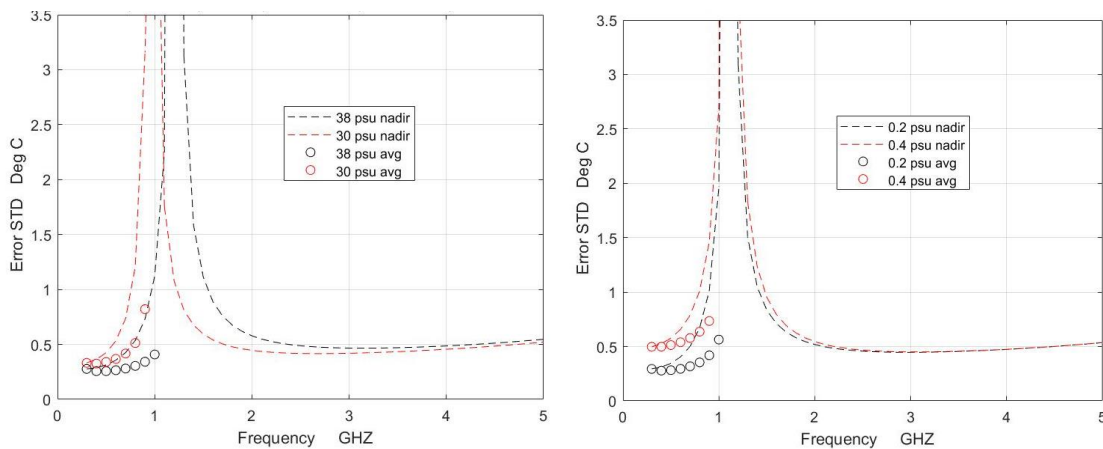 3.5
3
2.5
2
1.5
1
0.5
0
Error STD Deg C
38 psu nadir
30 psu nadir
38 psu avg
30 psu avg
0 1 2 3 4 5
Frequency GHZ
3.5
3
2.5
2
1.5
1
0.5
0
Error STD Deg C
0.2 psu nadir
0.4 psu nadir
0.2 psu avg
0.4 psu avg
0 1 2 3 4 5
Frequency GHZ